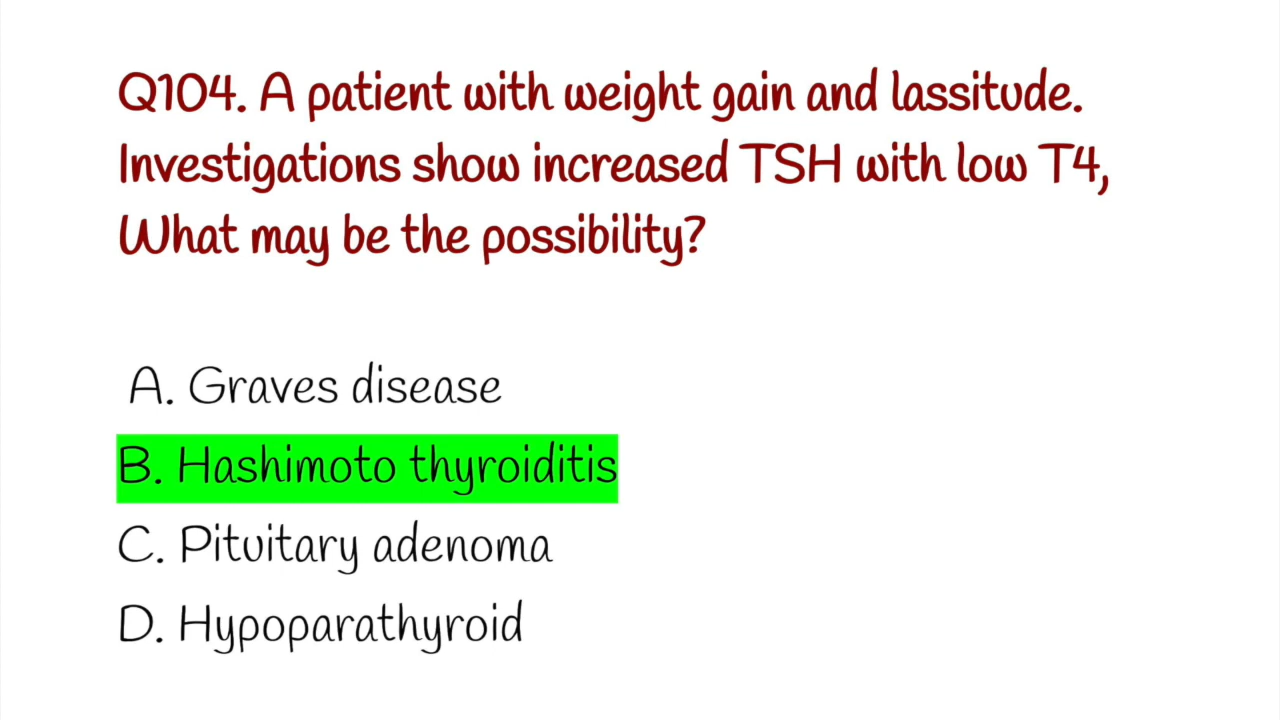 Q104. A patient with weight gain and lassitude.
Investigations show increased TSH with low T4,
What may be the possibility?
A. Graves disease
B. Hashimoto thyroiditis
C. Pituitary adenoma
D. Hypoparathyroid